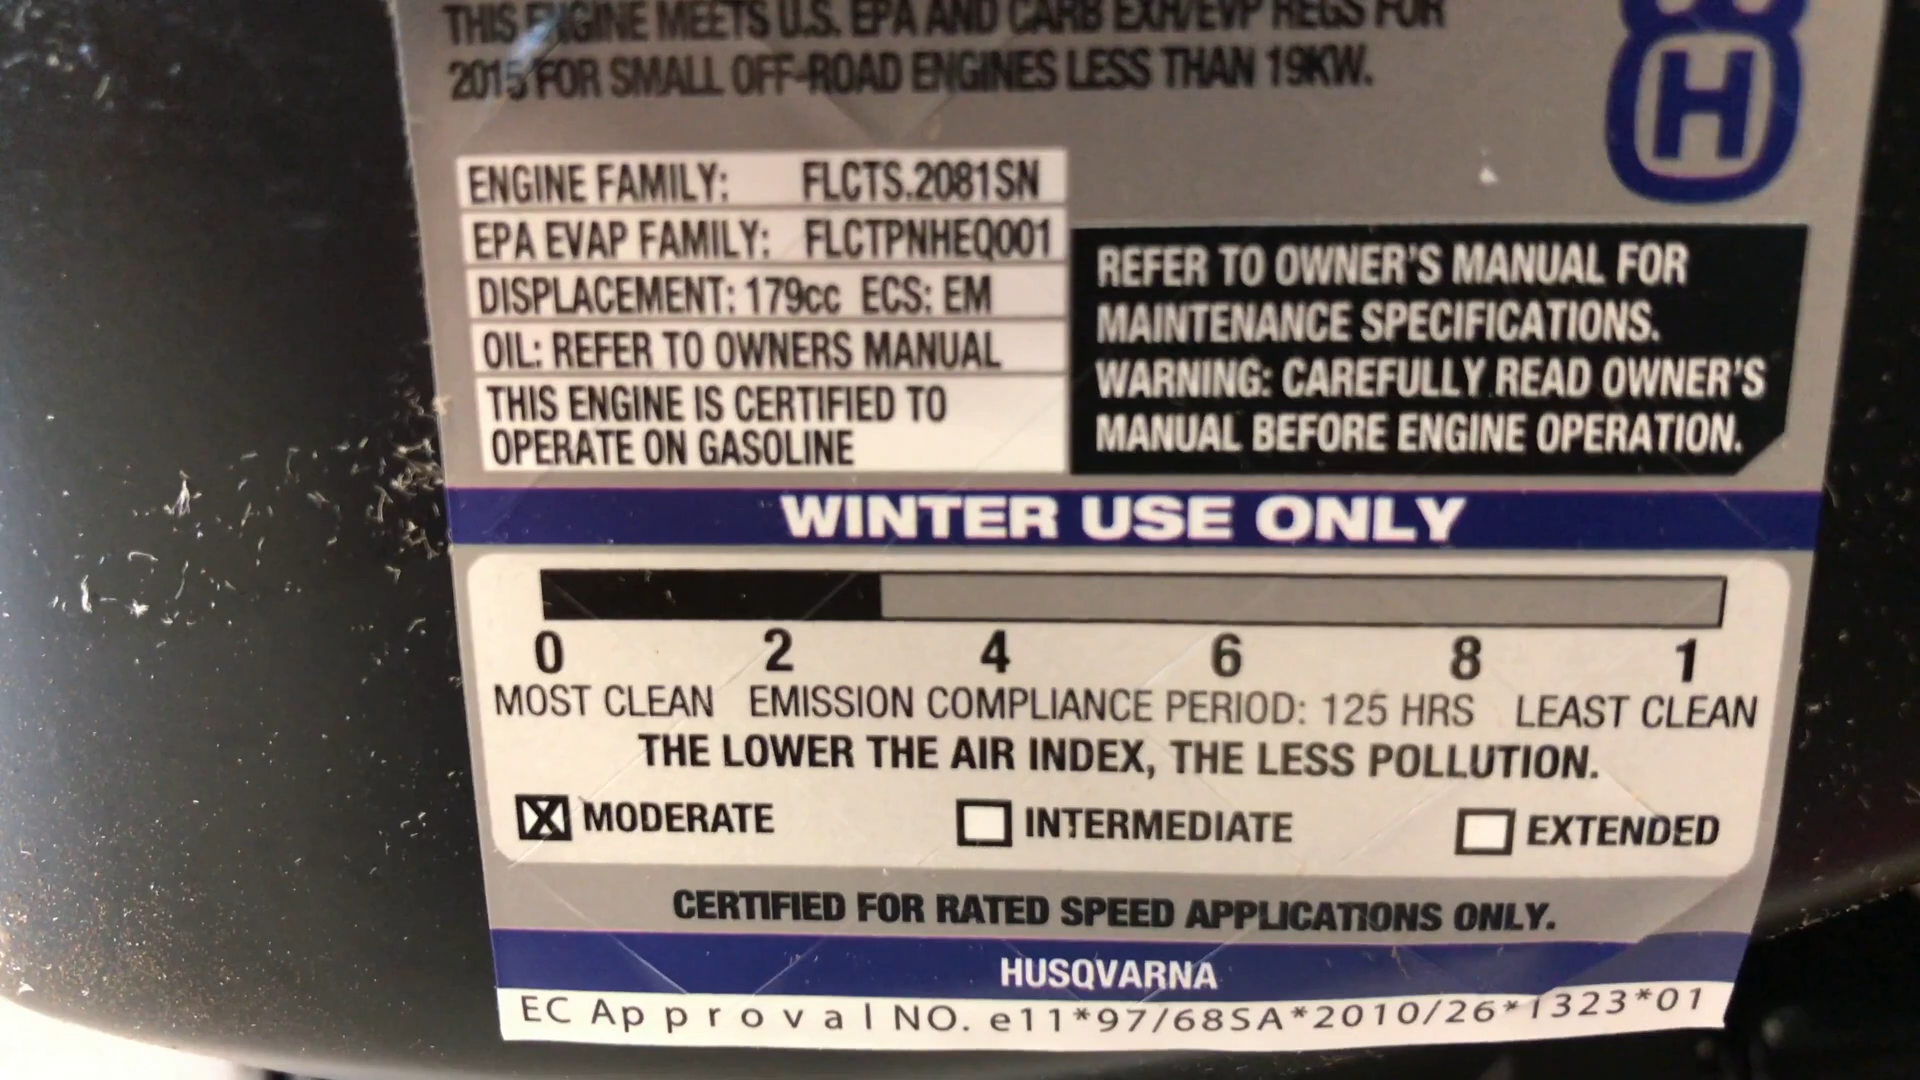 THIS ENGINE MEETS U.S. EPA AND CARB EXH/EVP REGS FOR
2015 FOR SMALL OFF-ROAD ENGINES LESS THAN 19KW.
H
ENGINE FAMILY: FLCTS.2081SN
EPA EVAP FAMILY: FLCTPNHEQ001
DISPLACEMENT: 179cc ECS: EM
OIL: REFER TO OWNERS MANUAL
THIS ENGINE IS CERTIFIED TO
OPERATE ON GASOLINE
REFER TO OWNER'S MANUAL FOR
MAINTENANCE SPECIFICATIONS.
WARNING: CAREFULLY READ OWNER'S
MANUAL BEFORE ENGINE OPERATION.
WINTER USE ONLY
0 2 4 6 8 1
MOST CLEAN EMISSION COMPLIANCE PERIOD: 125 HRS LEAST CLEAN
THE LOWER THE AIR INDEX, THE LESS POLLUTION.
MODERATE INTERMEDIATE EXTENDED
CERTIFIED FOR RATED SPEED APPLICATIONS ONLY.
HUSQVARNA
EC Approval NO. e11*97/68SA*2010/26*1323*01